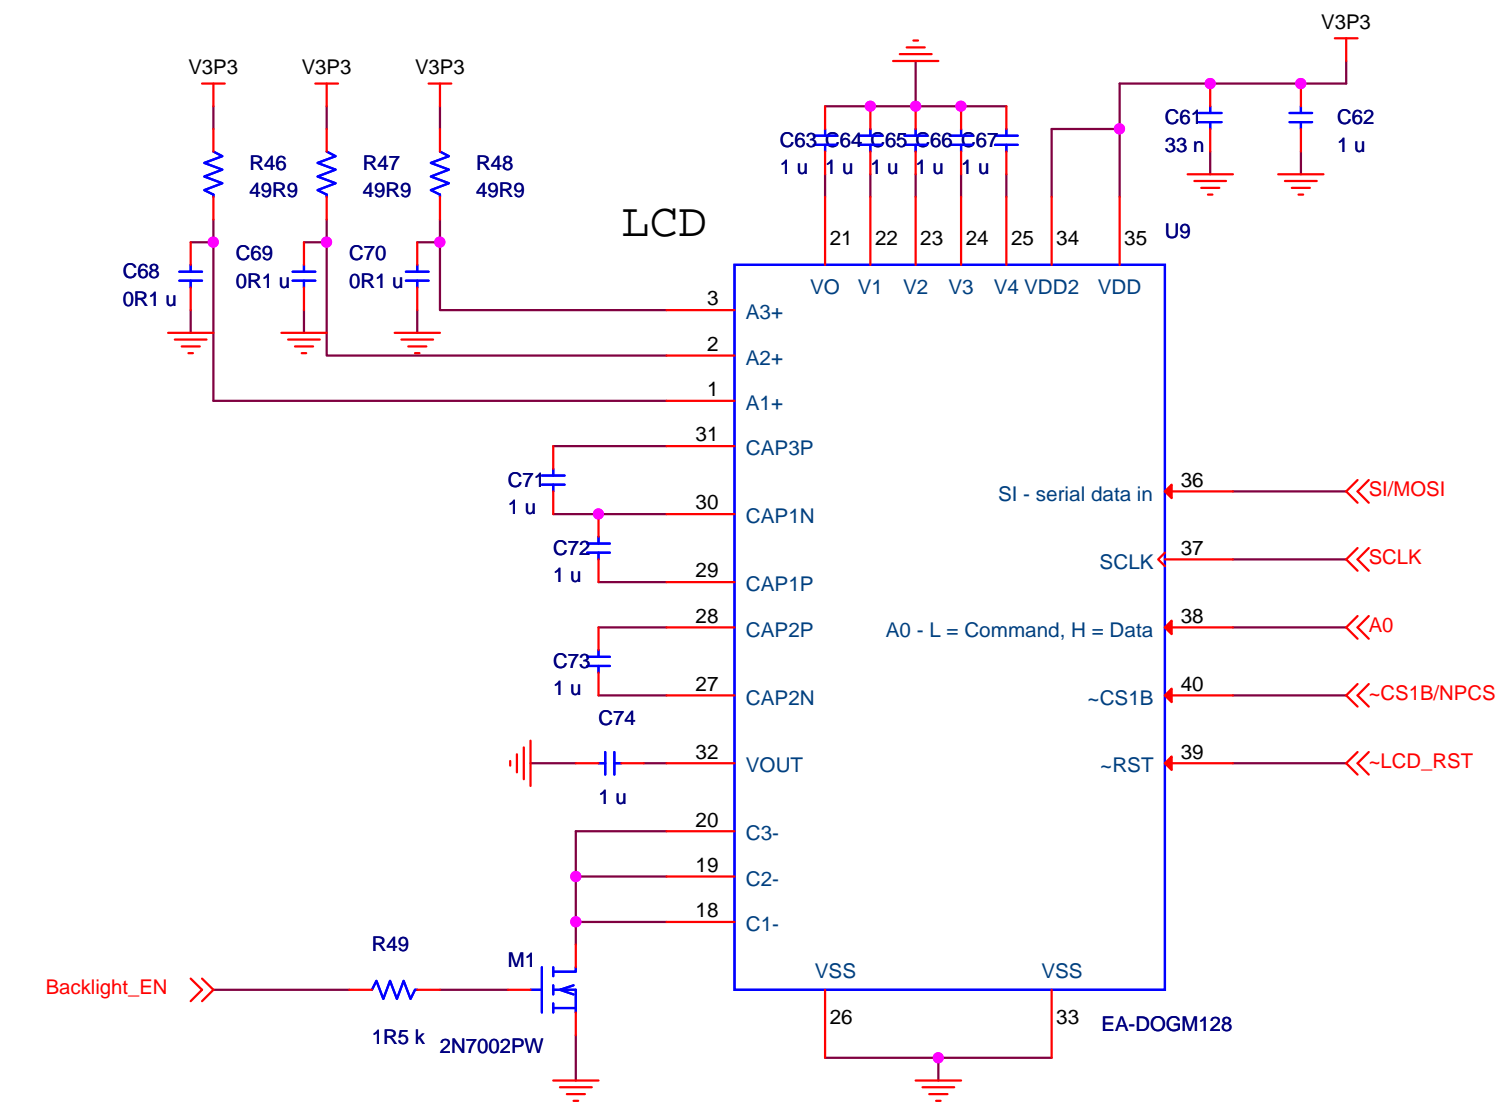 V3P3
V3P3 V3P3 V3P3
R46 R47 R48
49R9 49R9 49R9
C63 C64 C65 C66 C67
1 u 1 u 1 u 1 u 1 u
C61 C62
33 n 1 u
LCD
21 22 23 24 25 34 35 U9
C68 C69 C70
0R1 u 0R1 u 0R1 u
VO V1 V2 V3 V4 VDD2 VDD
3 A3+
2 A2+
1 A1+
31 CAP3P
C71
1 u
30 CAP1N
C72
1 u
29 CAP1P
28 CAP2P
C73
1 u
27 CAP2N
C74
32 VOUT
1 u
20 C3-
19 C2-
18 C1-
SI - serial data in 36 SI/MOSI
SCLK 37 SCLK
A0 - L = Command, H = Data 38 A0
~CS1B 40 ~CS1B/NPCS
~RST 39 ~LCD_RST
R49
M1
Backlight_EN
1R5 k
2N7002PW
VSS VSS
26 33 EA-DOGM128